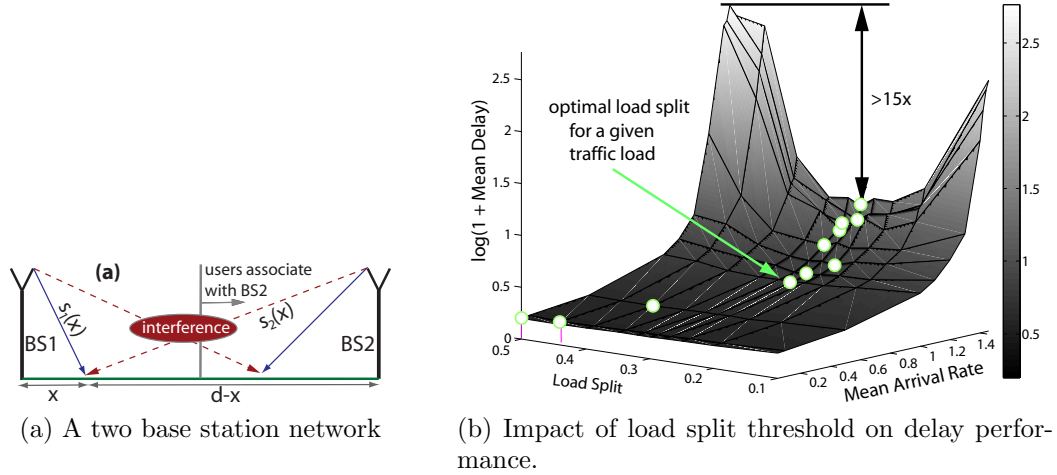 (a)
users associate
with BS2
s1(x)
s2(x)
interference
BS1
BS2
x
d-x
(a) A two base station network
log(1 + Mean Delay)
2.5
2
1.5
1
0.5
0
optimal load split
for a given
traffic load
>15x
0.5
0.4
0.3
0.2
0.1
Load Split
0.2
0.4
0.6
0.8
1
1.2
1.4
Mean Arrival Rate
2.5
2
1.5
1
0.5
(b) Impact of load split threshold on delay perfor-
mance.